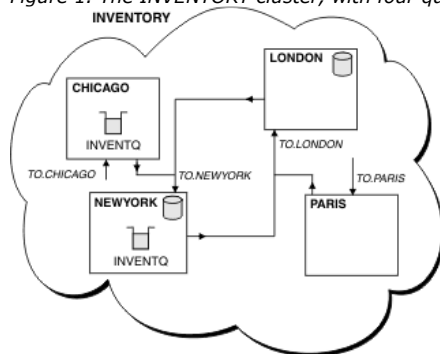 Figure 1. The INVENTORY cluster, with four qu
INVENTORY
LONDON
CHICAGO
INVENTQ
TO.CHICAGO
TO.NEWYORK
TO.LONDON
TO.PARIS
NEWYORK
INVENTQ
PARIS